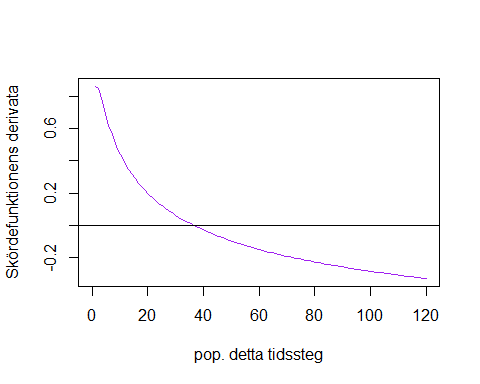 Skördefunktionens derivata
0.6
0.2
-0.2
0 20 40 60 80 100 120
pop. detta tidssteg